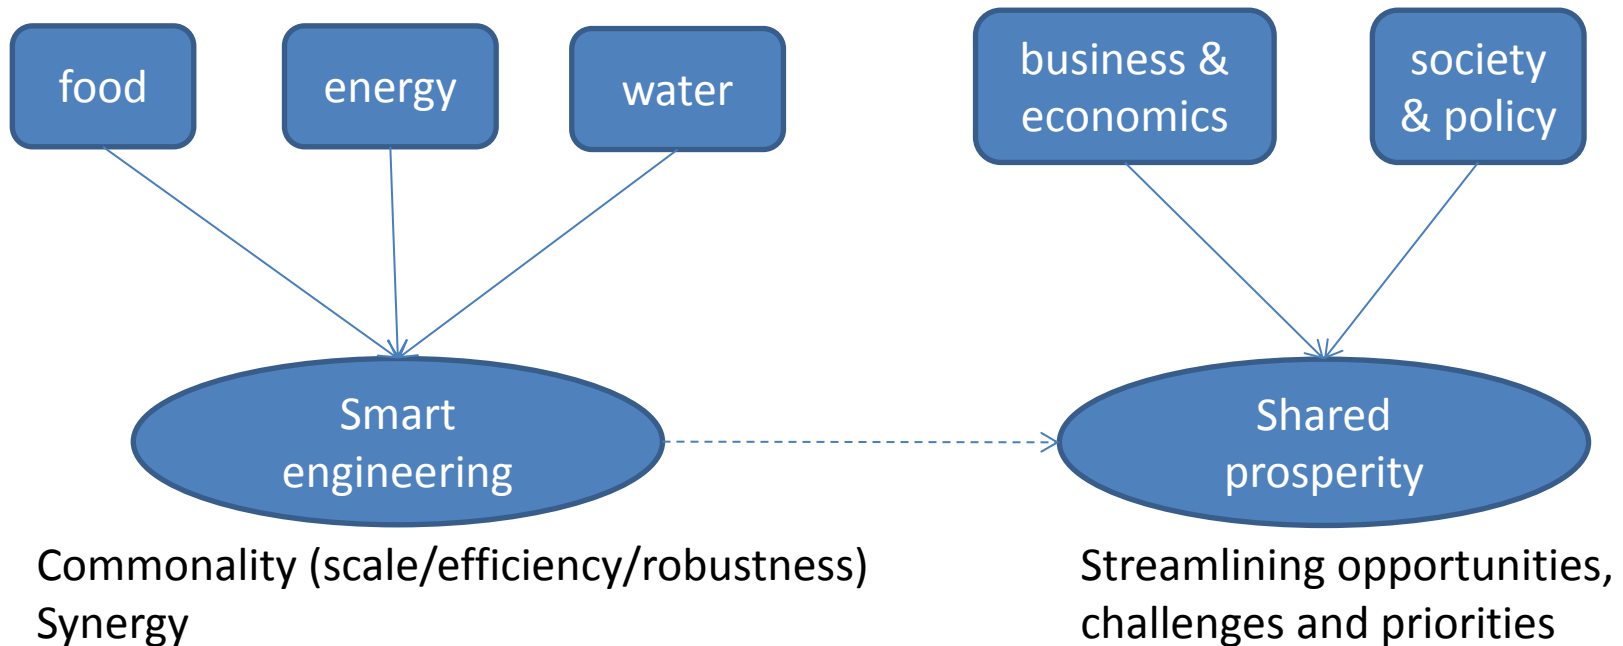 food
energy
water
business &
economics
society
& policy
Smart
engineering
Shared
prosperity
Commonality (scale/efficiency/robustness)
Synergy
Streamlining opportunities,
challenges and priorities